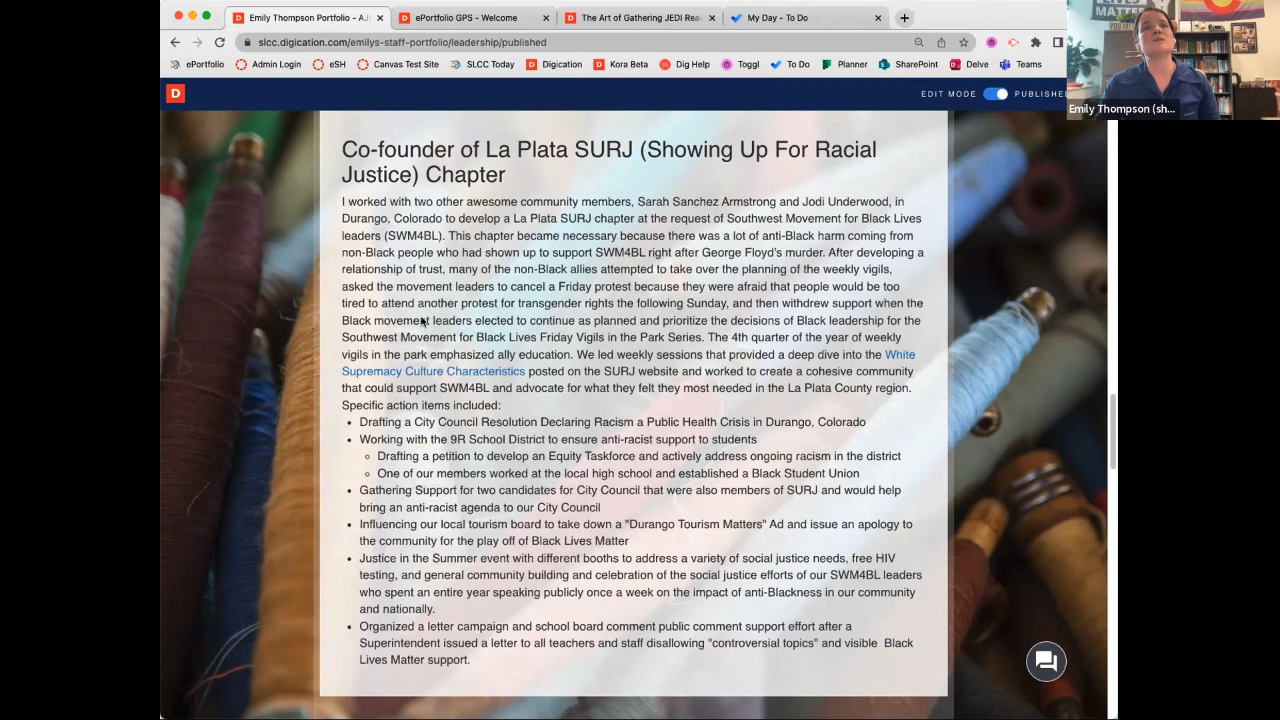 Emily Thompson Portfolio - AJ
ePortfolio GPS - Welcome
The Art of Gathering JEDI Rea
My Day - To Do
slcc.digication.com/emilys-staff-portfolio/leadership/published
ePortfolio
Admin Login
eSH
Canvas Test Site
SLCC Today
Digication
Kora Beta
Dig Help
Toggl
To Do
Planner
SharePoint
Delve
Teams
LIVES
MATTER
Emily Thompson (sh...
D
EDIT MODE
PUBLISHE
Co-founder of La Plata SURJ (Showing Up For Racial
Justice) Chapter
I worked with two other awesome community members, Sarah Sanchez Armstrong and Jodi Underwood, in
Durango, Colorado to develop a La Plata SURJ chapter at the request of Southwest Movement for Black Lives
leaders (SWM4BL). This chapter became necessary because there was a lot of anti-Black harm coming from
non-Black people who had shown up to support SWM4BL right after George Floyd's murder. After developing a
relationship of trust, many of the non-Black allies attempted to take over the planning of the weekly vigils,
asked the movement leaders to cancel a Friday protest because they were afraid that people would be too
tired to attend another protest for transgender rights the following Sunday, and then withdrew support when the
Black movement leaders elected to continue as planned and prioritize the decisions of Black leadership for the
Southwest Movement for Black Lives Friday Vigils in the Park Series. The 4th quarter of the year of weekly
vigils in the park emphasized ally education. We led weekly sessions that provided a deep dive into the White
Supremacy Culture Characteristics posted on the SURJ website and worked to create a cohesive community
that could support SWM4BL and advocate for what they felt they most needed in the La Plata County region.
Specific action items included:
• Drafting a City Council Resolution Declaring Racism a Public Health Crisis in Durango, Colorado
• Working with the 9R School District to ensure anti-racist support to students
◦ Drafting a petition to develop an Equity Taskforce and actively address ongoing racism in the district
◦ One of our members worked at the local high school and established a Black Student Union
• Gathering Support for two candidates for City Council that were also members of SURJ and would help
bring an anti-racist agenda to our City Council
• Influencing our local tourism board to take down a "Durango Tourism Matters" Ad and issue an apology to
the community for the play off of Black Lives Matter
• Justice in the Summer event with different booths to address a variety of social justice needs, free HIV
testing, and general community building and celebration of the social justice efforts of our SWM4BL leaders
who spent an entire year speaking publicly once a week on the impact of anti-Blackness in our community
and nationally.
• Organized a letter campaign and school board comment public comment support effort after a
Superintendent issued a letter to all teachers and staff disallowing "controversial topics" and visible  Black
Lives Matter support.